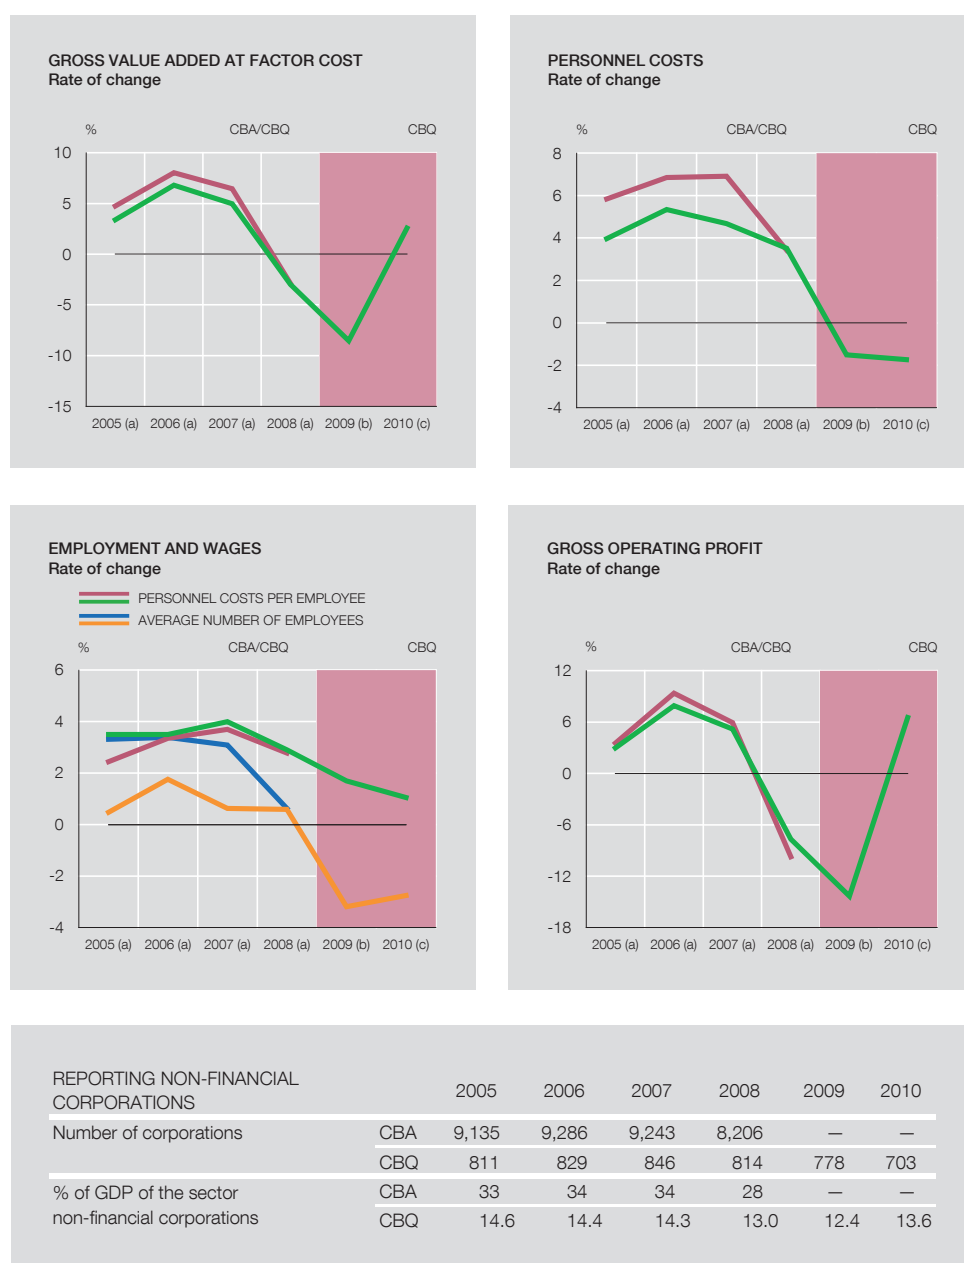 GROSS VALUE ADDED AT FACTOR COST
Rate of change
% CBA/CBQ CBQ
10
5
0
-5
-10
-15
2005 (a) 2006 (a) 2007 (a) 2008 (a) 2009 (b) 2010 (c)
PERSONNEL COSTS
Rate of change
% CBA/CBQ CBQ
8
6
4
2
0
-2
-4
2005 (a) 2006 (a) 2007 (a) 2008 (a) 2009 (b) 2010 (c)
EMPLOYMENT AND WAGES
Rate of change
PERSONNEL COSTS PER EMPLOYEE
AVERAGE NUMBER OF EMPLOYEES
% CBA/CBQ CBQ
6
4
2
0
-2
-4
2005 (a) 2006 (a) 2007 (a) 2008 (a) 2009 (b) 2010 (c)
GROSS OPERATING PROFIT
Rate of change
% CBA/CBQ CBQ
12
6
0
-6
-12
-18
2005 (a) 2006 (a) 2007 (a) 2008 (a) 2009 (b) 2010 (c)
REPORTING NON-FINANCIAL
CORPORATIONS 2005 2006 2007 2008 2009 2010
Number of corporations CBA 9,135 9,286 9,243 8,206 — —
CBQ 811 829 846 814 778 703
% of GDP of the sector CBA 33 34 34 28 — —
non-financial corporations CBQ 14.6 14.4 14.3 13.0 12.4 13.6